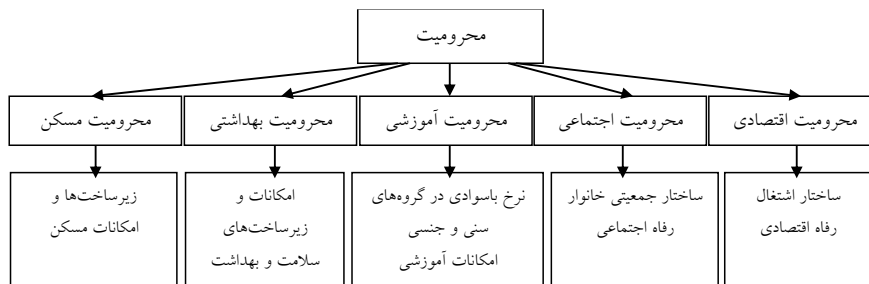 محرومیت
محرومیت اقتصادی
محرومیت اجتماعی
محرومیت آموزشی
محرومیت بهداشتی
محرومیت مسکن
ساختار اشتغال
رفاه اقتصادی
ساختار جمعیتی خانوار
رفاه اجتماعی
نرخ باسوادی در گروه‌های
سنی و جنسی
امکانات آموزشی
امکانات و
زیرساخت‌های
سلامت و بهداشت
زیرساخت‌ها و
امکانات مسکن